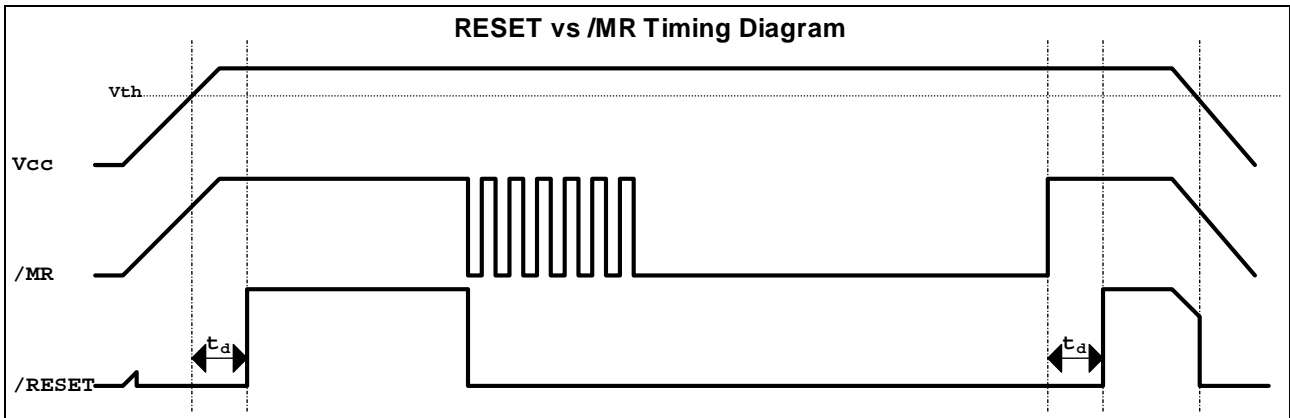 RESET vs /MR Timing Diagram
Vth
Vcc
/MR
td
td
/RESET